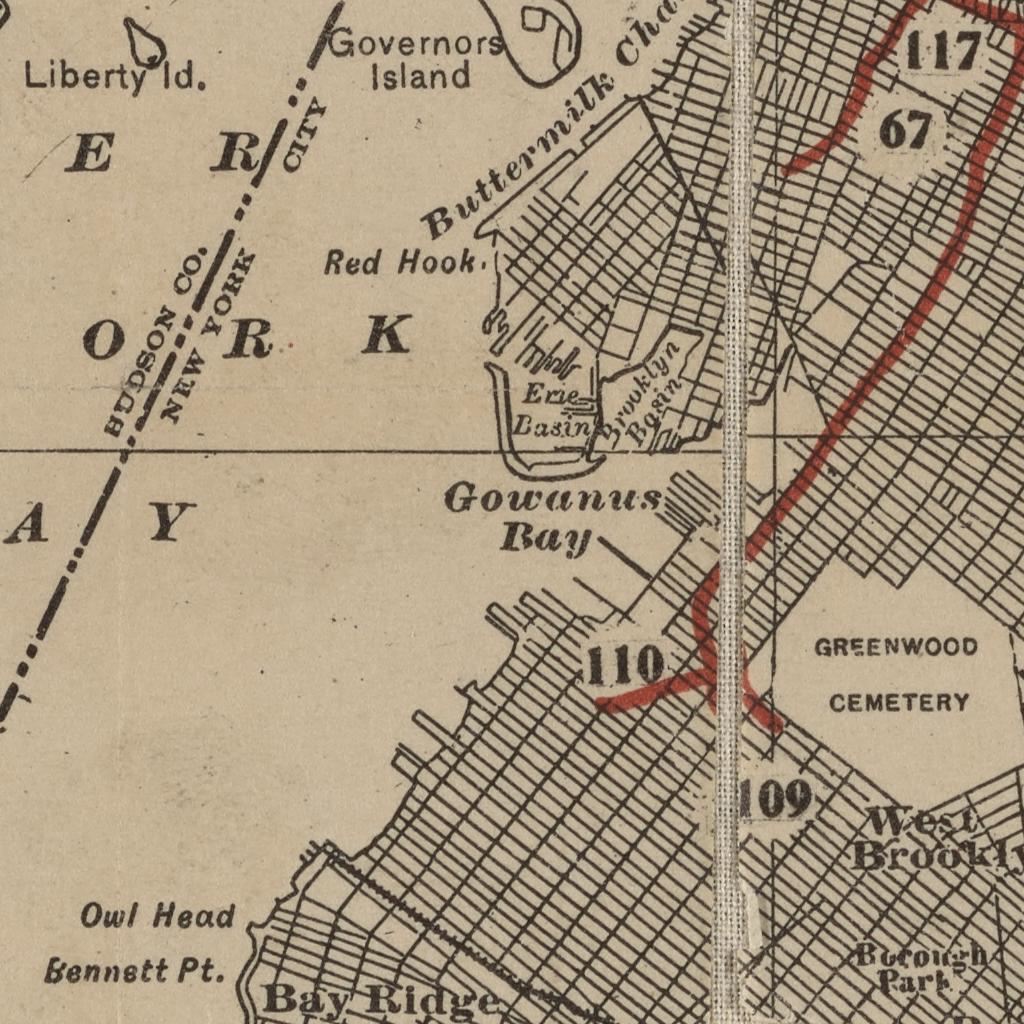 Liberty Id.
Governors
Island
Buttermilk Cha
117
67
CITY
E R
Red Hook.
HUDSON CO.
NEW YORK
O R K
Erie
Basin
Brooklyn
Basin
Gowanus
Bay
A Y
110
GREENWOOD
CEMETERY
109
West
Brookly
Owl Head
Bennett Pt.
Borough
Park
Bay Ridge